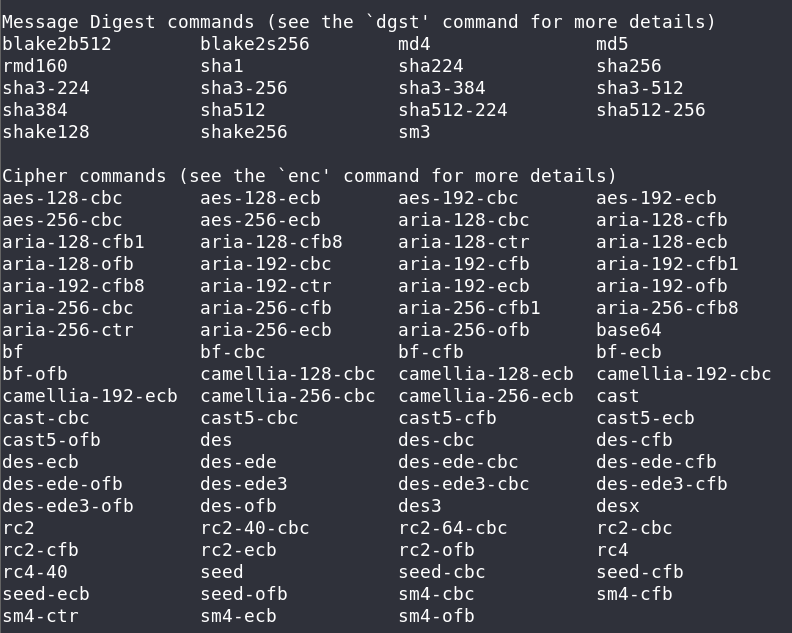 Message Digest commands (see the `dgst' command for more details)
blake2b512 blake2s256 md4 md5
rmd160 sha1 sha224 sha256
sha3-224 sha3-256 sha3-384 sha3-512
sha384 sha512 sha512-224 sha512-256
shake128 shake256 sm3
Cipher commands (see the `enc' command for more details)
aes-128-cbc aes-128-ecb aes-192-cbc aes-192-ecb
aes-256-cbc aes-256-ecb aria-128-cbc aria-128-cfb
aria-128-cfb1 aria-128-cfb8 aria-128-ctr aria-128-ecb
aria-128-ofb aria-192-cbc aria-192-cfb aria-192-cfb1
aria-192-cfb8 aria-192-ctr aria-192-ecb aria-192-ofb
aria-256-cbc aria-256-cfb aria-256-cfb1 aria-256-cfb8
aria-256-ctr aria-256-ecb aria-256-ofb base64
bf bf-cbc bf-cfb bf-ecb
bf-ofb camellia-128-cbc camellia-128-ecb camellia-192-cbc
camellia-192-ecb camellia-256-cbc camellia-256-ecb cast
cast-cbc cast5-cbc cast5-cfb cast5-ecb
cast5-ofb des des-cbc des-cfb
des-ecb des-ede des-ede-cbc des-ede-cfb
des-ede-ofb des-ede3 des-ede3-cbc des-ede3-cfb
des-ede3-ofb des-ofb des3 desx
rc2 rc2-40-cbc rc2-64-cbc rc2-cbc
rc2-cfb rc2-ecb rc2-ofb rc4
rc4-40 seed seed-cbc seed-cfb
seed-ecb seed-ofb sm4-cbc sm4-cfb
sm4-ctr sm4-ecb sm4-ofb